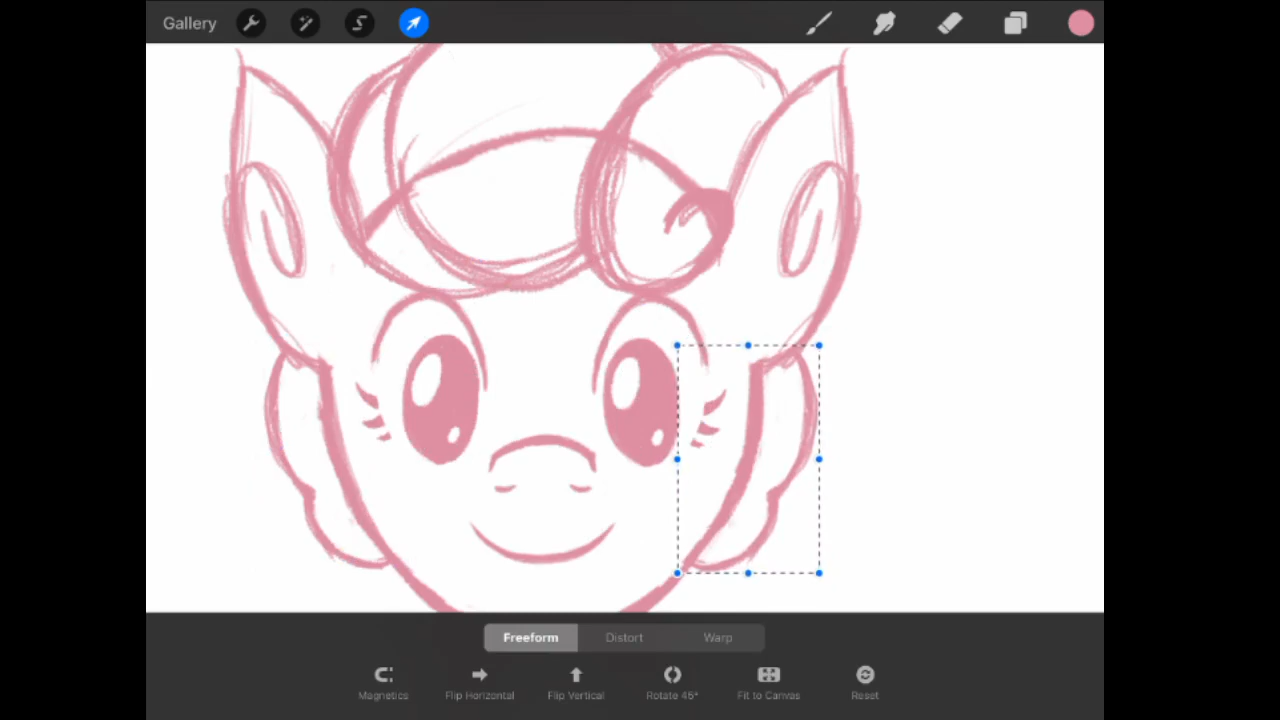 Gallery
Freeform Distort Warp
Magnetics Flip Horizontal Flip Vertical Rotate 45° Fit to Canvas Reset